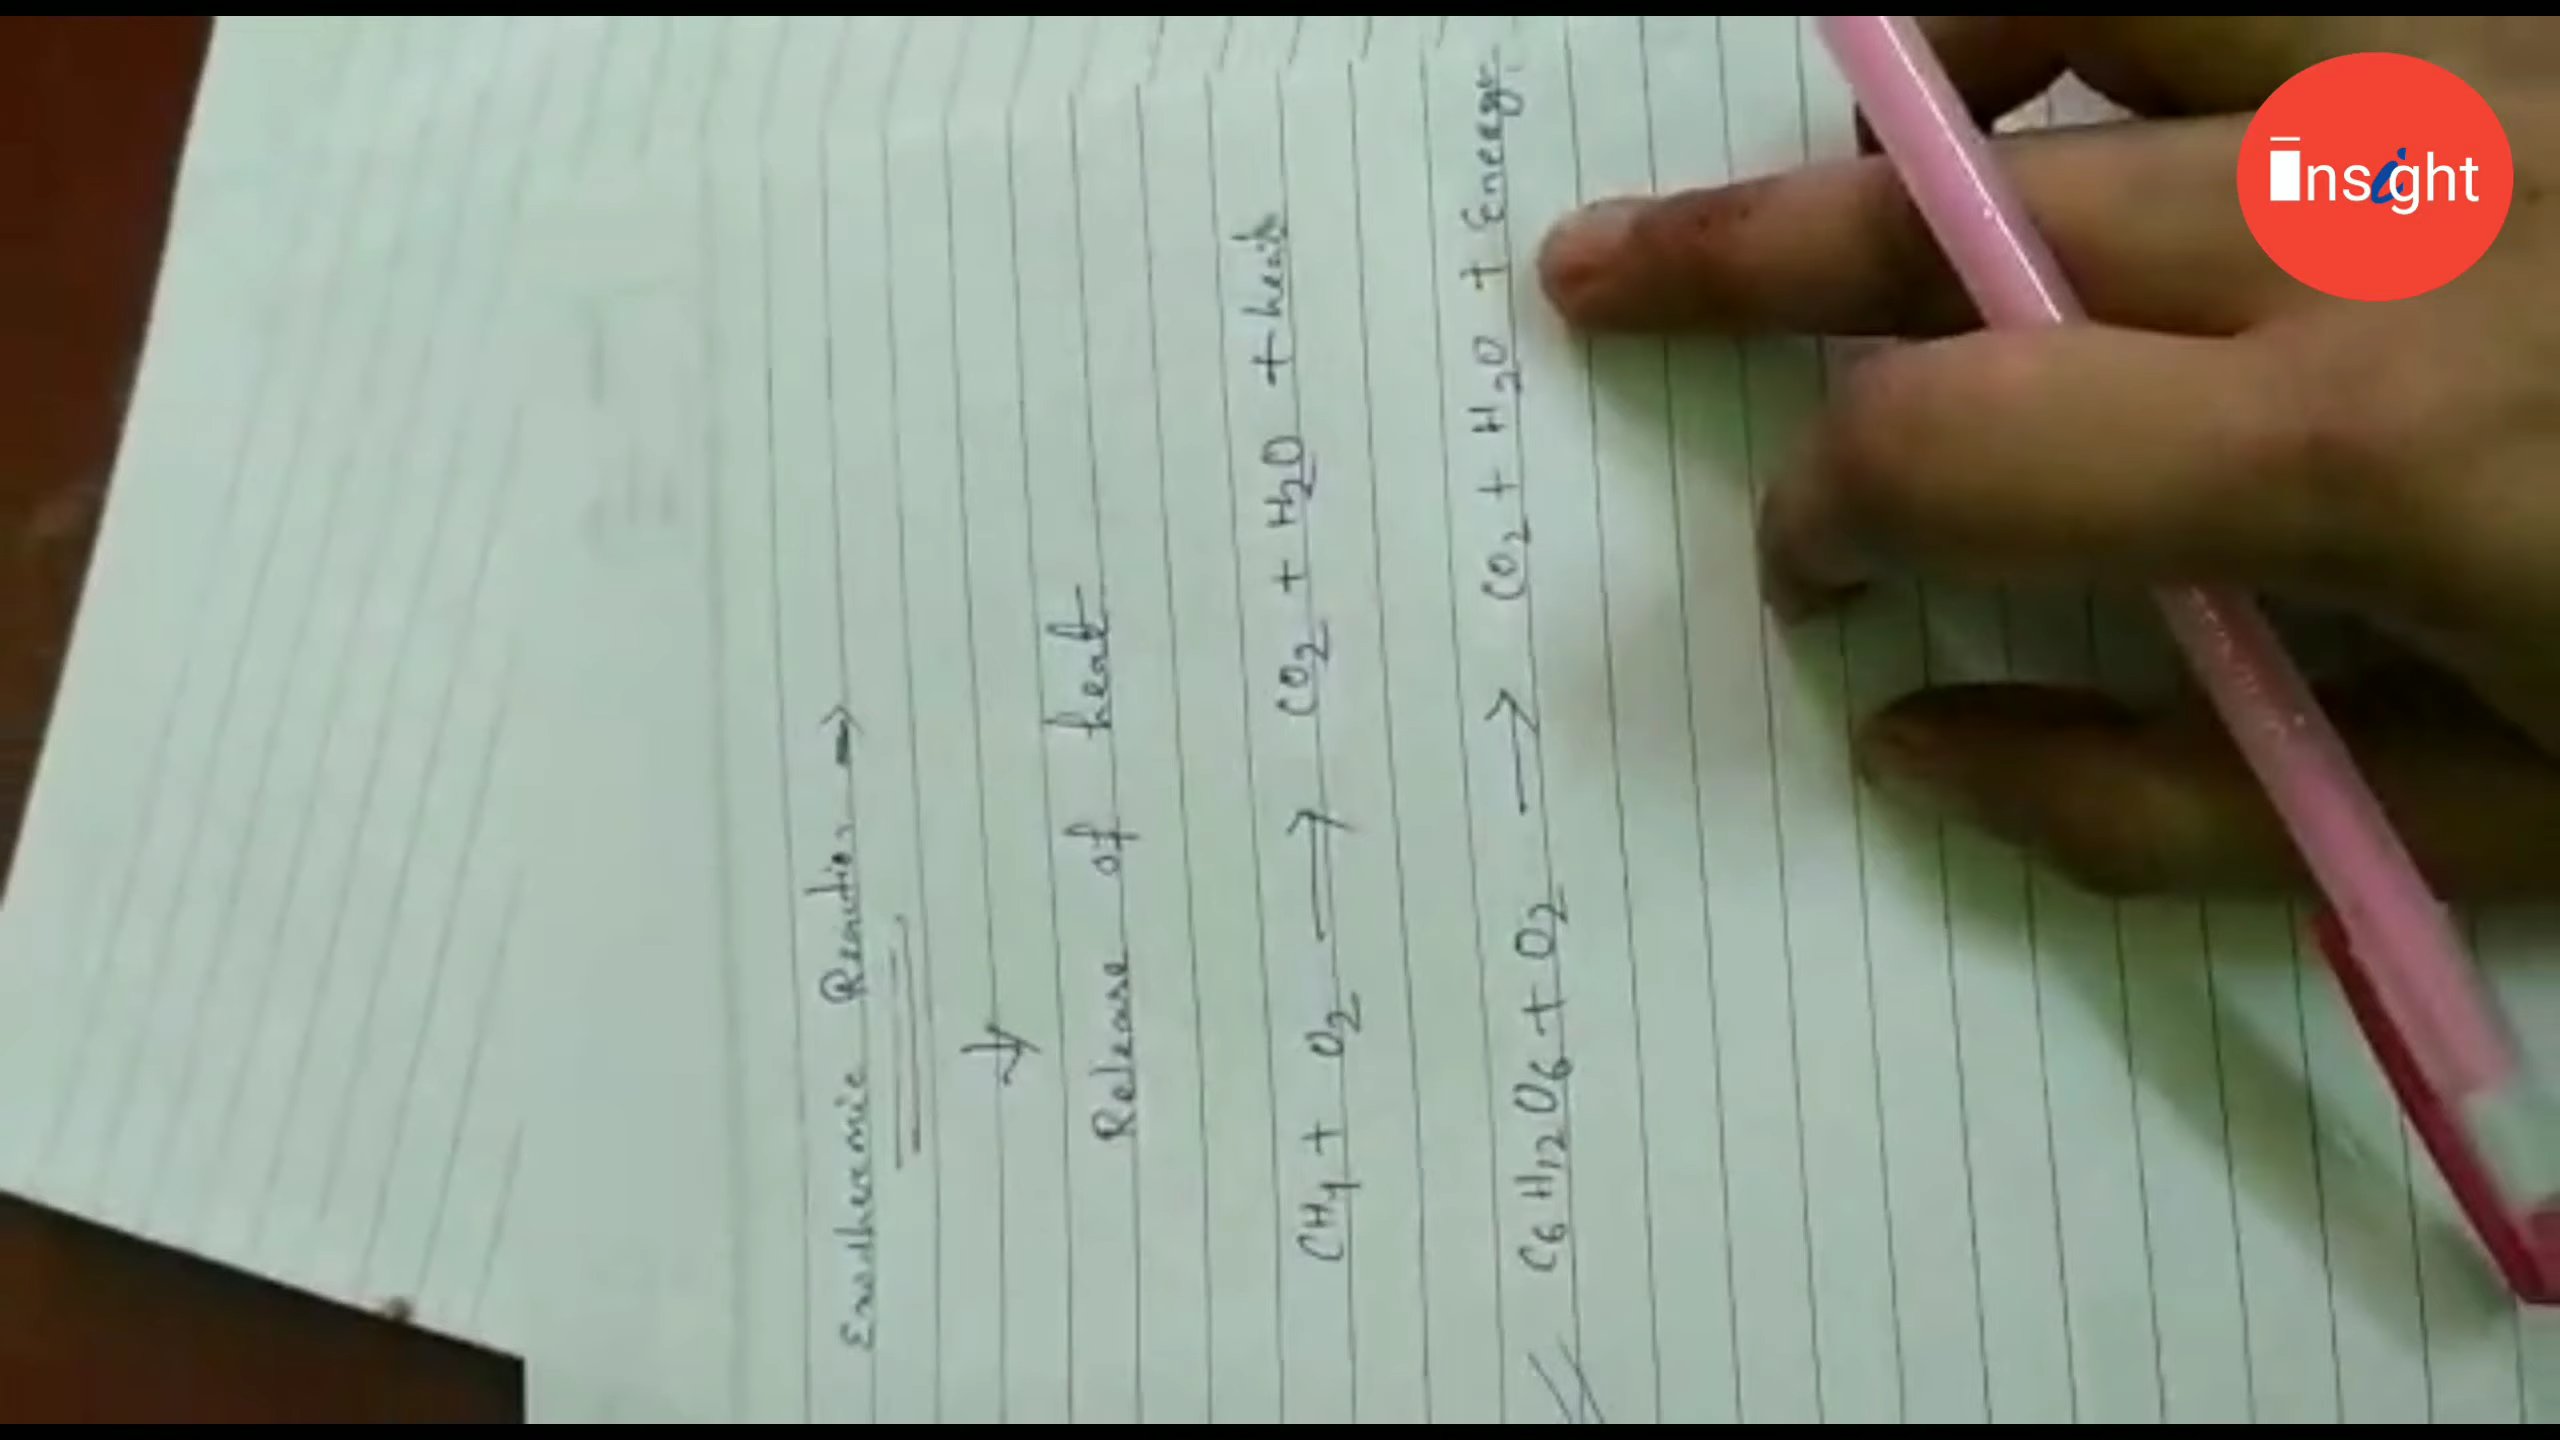 Exothermic Reaction →
↓
Release of heat
CH4 + O2 → CO2 + H2O + heat
C6H12O6 + O2 → CO2 + H2O + Energy
Insight